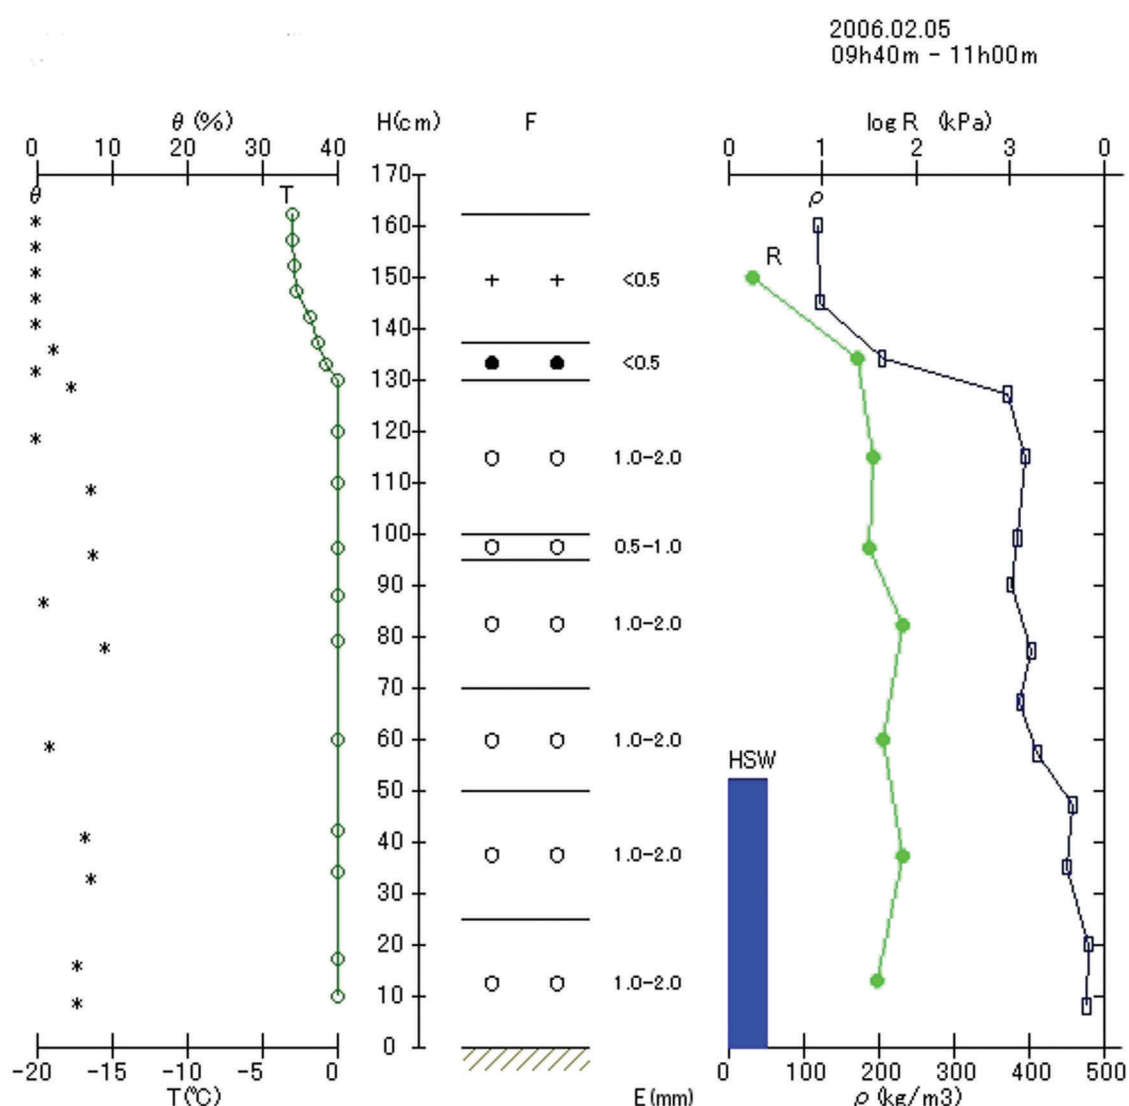 2006.02.05
09h40m - 11h00m
θ (%) H(cm) F log R (kPa)
0 10 20 30 40 0 1 2 3 0
170
θ T ρ
160
R
150 + + <0.5
140
● ● <0.5
130
120
1.0-2.0
110
100
0.5-1.0
90
1.0-2.0
80
70
60 1.0-2.0
HSW
50
40
1.0-2.0
30
20
1.0-2.0
10
0
-20 -15 -10 -5 0 0 100 200 300 400 500
T(℃) E(mm) ρ (kg/m3)